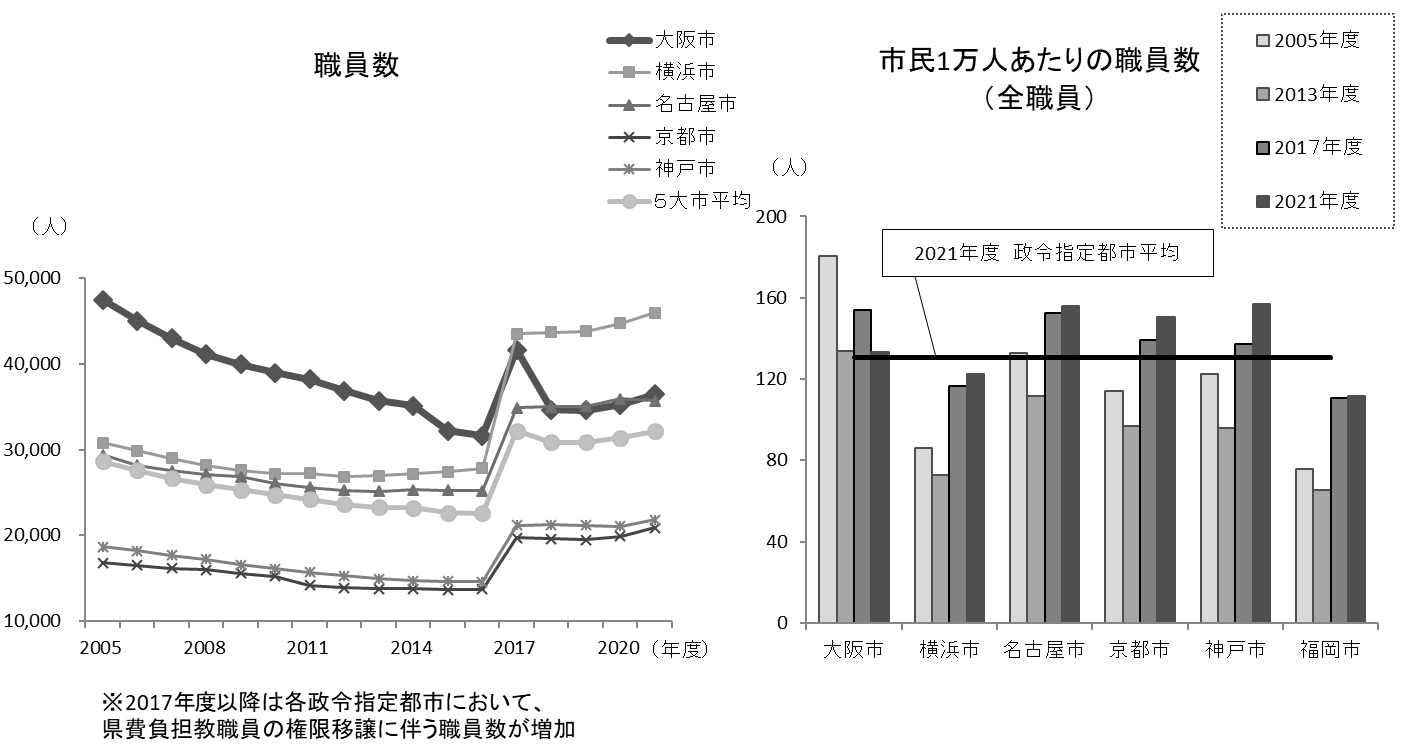 職員数
大阪市
横浜市
名古屋市
京都市
神戸市
５大市平均
（人）
50,000
40,000
30,000
20,000
10,000
2005
2008
2011
2014
2017
2020
（年度）
※2017年度以降は各政令指定都市において、
県費負担教職員の権限移譲に伴う職員数が増加
市民1万人あたりの職員数
（全職員）
2005年度
2013年度
2017年度
2021年度
（人）
200
160
120
80
40
0
2021年度 政令指定都市平均
大阪市
横浜市
名古屋市
京都市
神戸市
福岡市